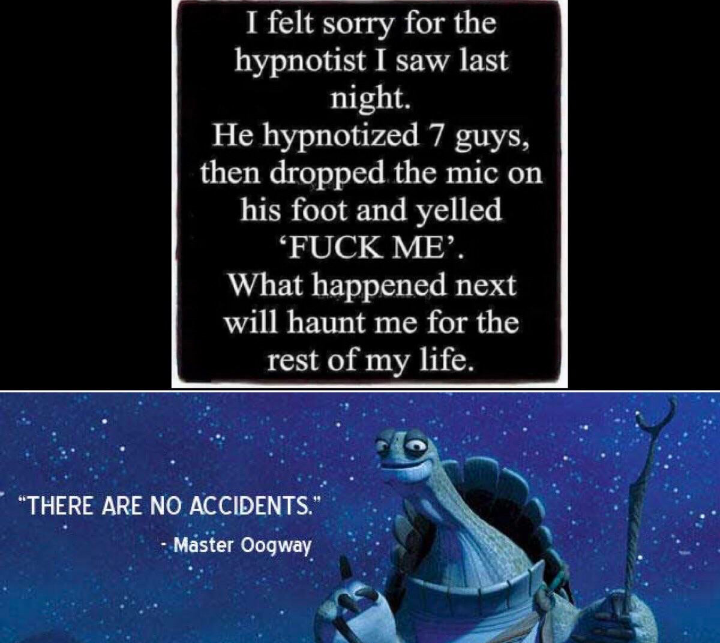 I felt sorry for the
hypnotist I saw last
night.
He hypnotized 7 guys,
then dropped the mic on
his foot and yelled
‘FUCK ME’.
What happened next
will haunt me for the
rest of my life.
“THERE ARE NO ACCIDENTS.”
- Master Oogway